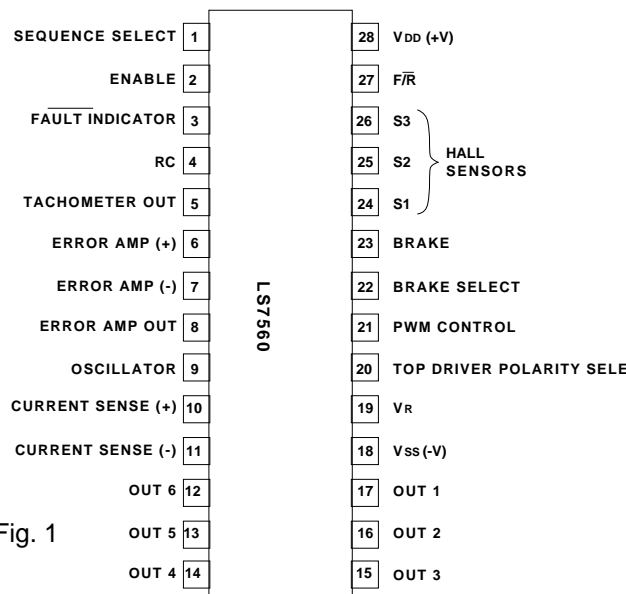 SEQUENCE SELECT 1
ENABLE 2
FAULT INDICATOR 3
RC 4
TACHOMETER OUT 5
ERROR AMP (+) 6
ERROR AMP (-) 7
ERROR AMP OUT 8
OSCILLATOR 9
CURRENT SENSE (+) 10
CURRENT SENSE (-) 11
OUT 6 12
OUT 5 13
OUT 4 14
Fig. 1
LS7560
28 VDD (+V)
27 F/R̅
26 S3
25 S2
24 S1
HALL
SENSORS
23 BRAKE
22 BRAKE SELECT
21 PWM CONTROL
20 TOP DRIVER POLARITY SELE
19 VR
18 VSS (-V)
17 OUT 1
16 OUT 2
15 OUT 3